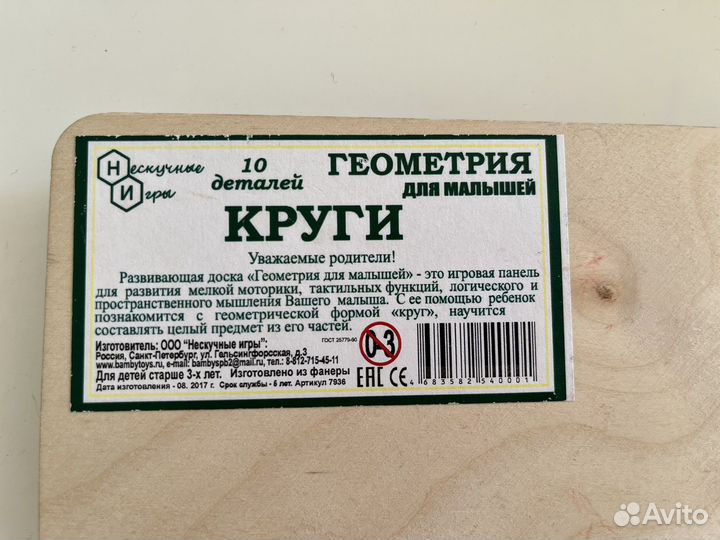 Нескучные
Игры
10
деталей
ГЕОМЕТРИЯ
ДЛЯ МАЛЫШЕЙ
КРУГИ
Уважаемые родители!
Развивающая доска «Геометрия для малышей» - это игровая панель
для развития мелкой моторики, тактильных функций, логического и
пространственного мышления Вашего малыша. С ее помощью ребенок
познакомится с геометрической формой «круг», научится
составлять целый предмет из его частей.
Изготовитель: ООО "Нескучные игры":
ГОСТ 25779-90
Россия, Санкт-Петербург, ул. Гельсингфорсская, д.3
www.bambytoys.ru, e-mail: bambyspb2@mail.ru, тел.: 8-812-715-45-11
Для детей старше 3-х лет. Изготовлено из фанеры
Дата изготовления - 08. 2017 г. Срок службы - 5 лет. Артикул 7936
0-3
EAC CE
4 683582 540001
Avito